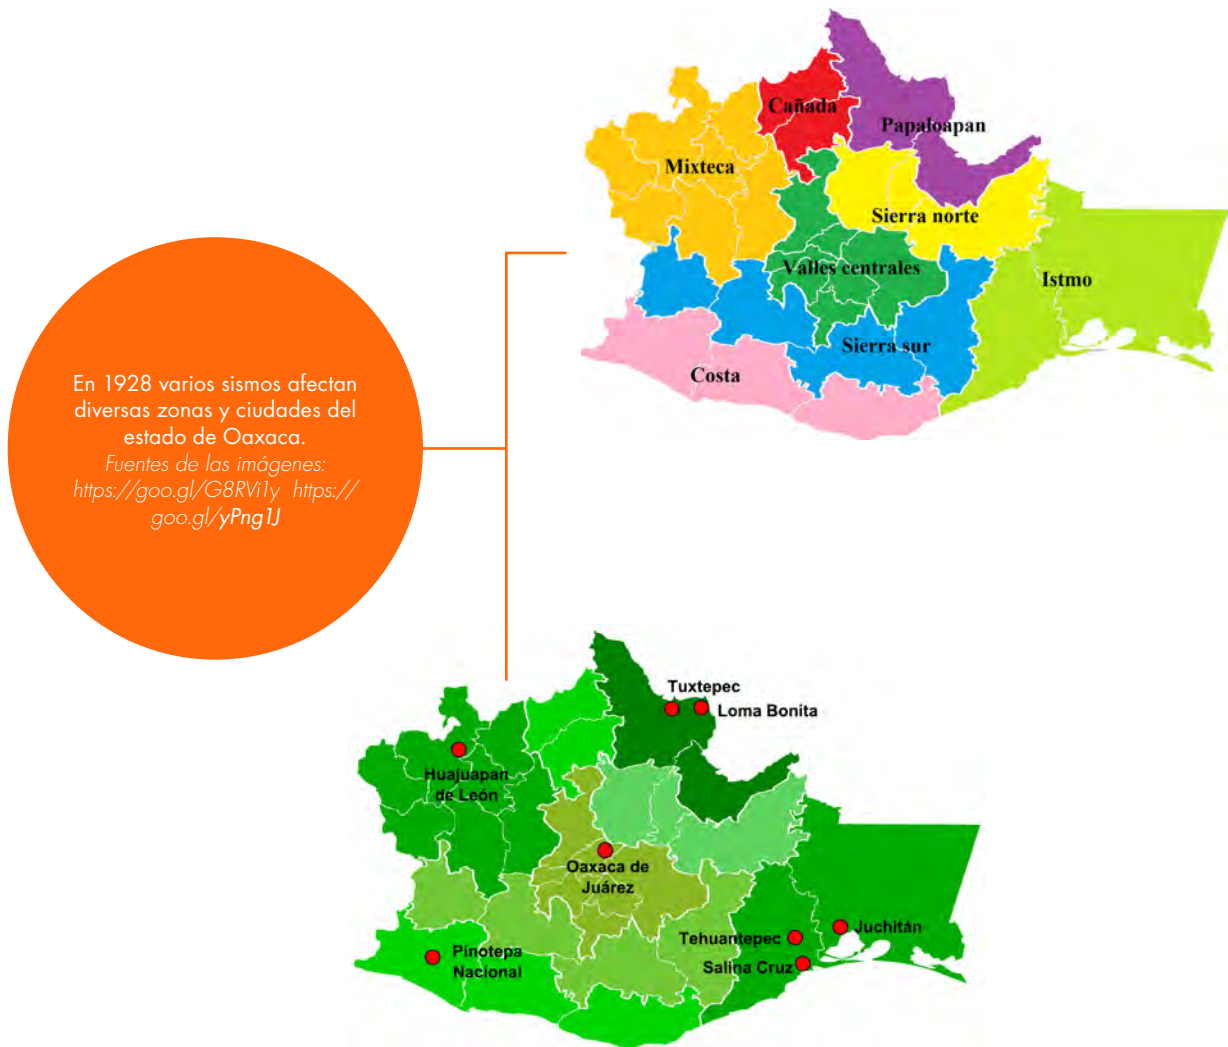 Cañada
Papaloapan
Mixteca
Sierra norte
Valles centrales
Istmo
Sierra sur
Costa
En 1928 varios sismos afectan
diversas zonas y ciudades del
estado de Oaxaca.
Fuentes de las imágenes:
https://goo.gl/G8RVi1y https://
goo.gl/yPng1J
Tuxtepec
Loma Bonita
Huajuapan
de León
Oaxaca de
Juárez
Juchitán
Tehuantepec
Salina Cruz
Pinotepa
Nacional